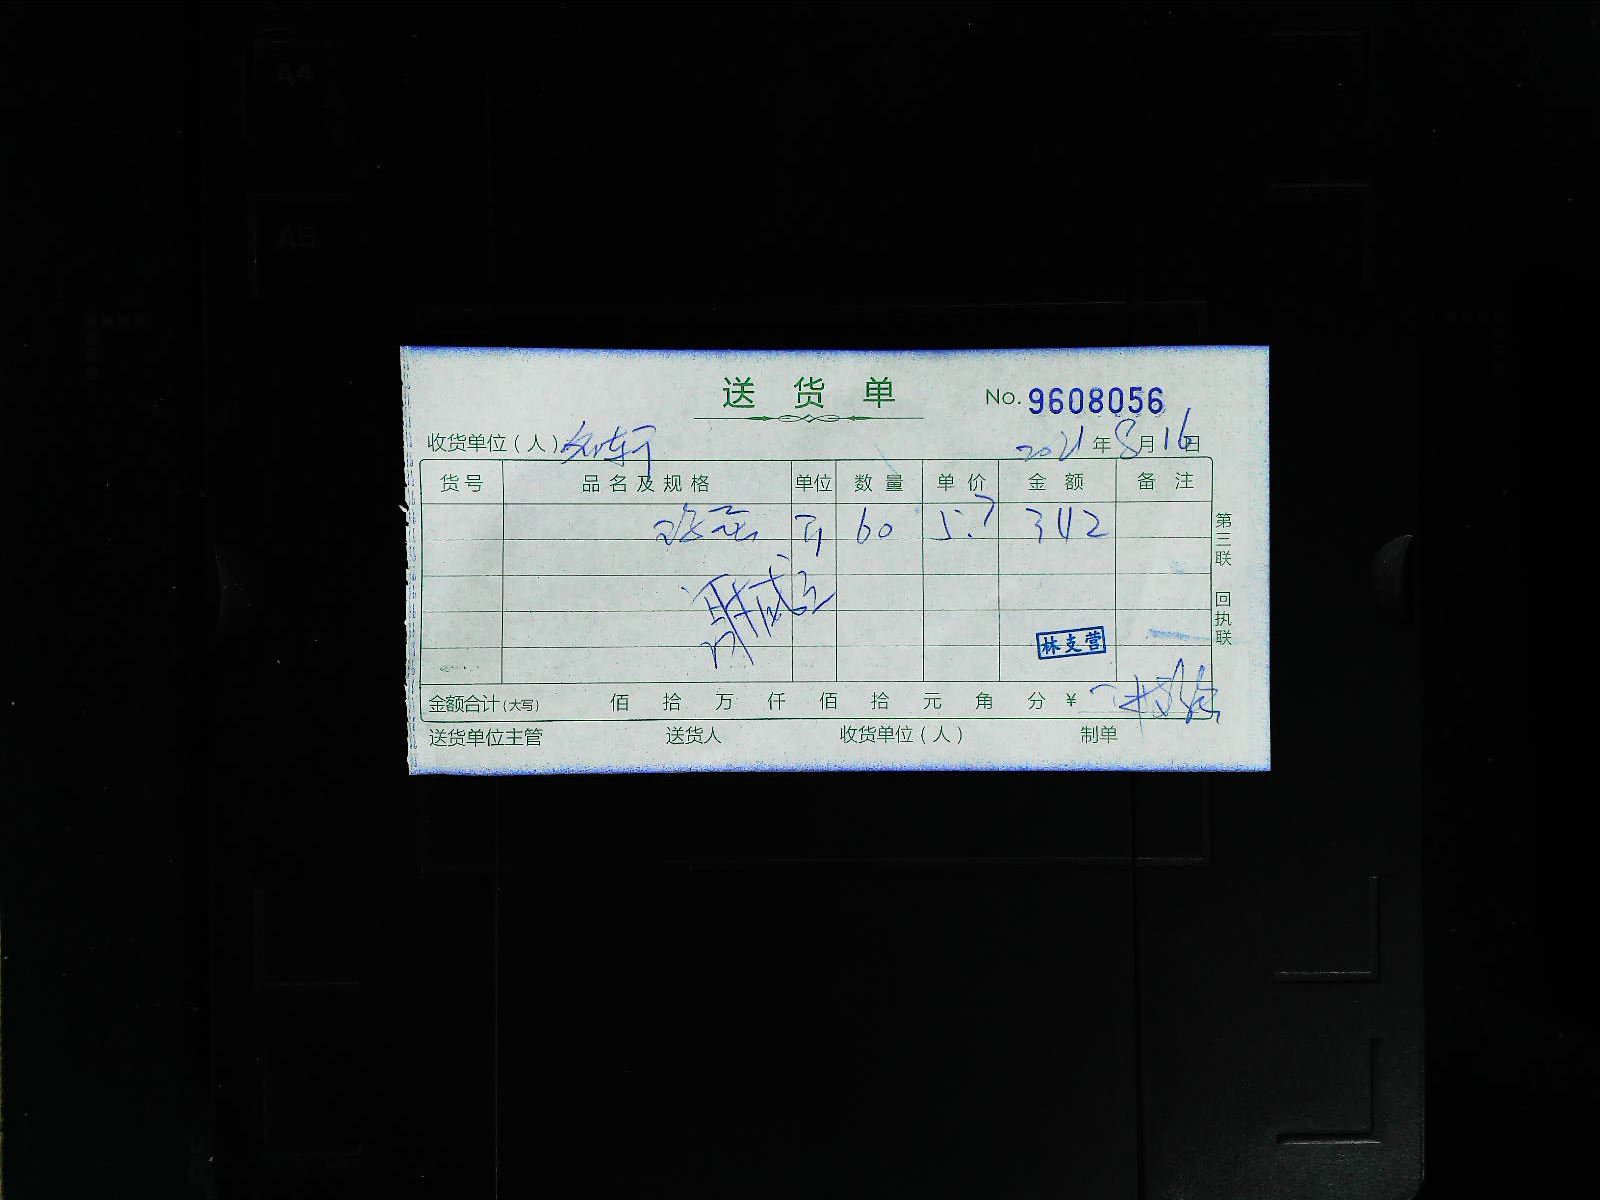 A4
A5
送货单 No. 9608056
收货单位（人） 2021年8月16日
货号 品名及规格 单位 数量 单价 金额 备注
60 5.7 342
谢
林支营
金额合计(大写) 佰 拾 万 仟 佰 拾 元 角 分 ¥
送货单位主管 送货人 收货单位（人） 制单
第三联 回执联